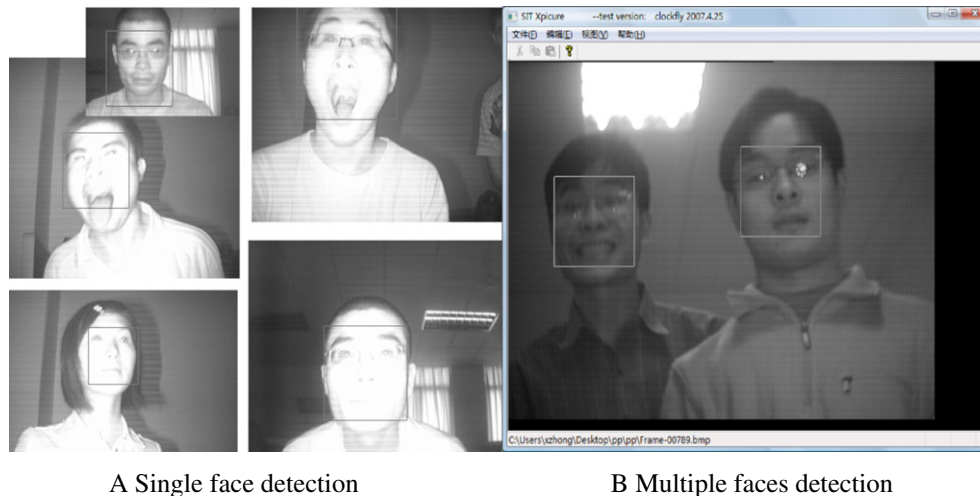 SIT Xpicure --test version: clockfly 2007.4.25
文件(F) 编辑(E) 视图(V) 帮助(H)
C:\Users\xzhong\Desktop\pp\pp\Frame-00789.bmp
A Single face detection
B Multiple faces detection